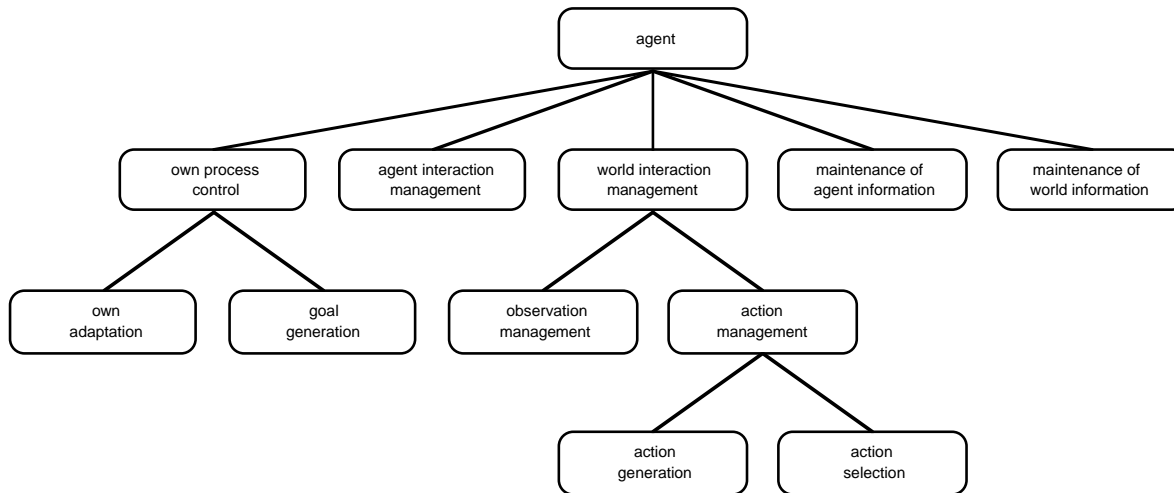 agent
own process
control
agent interaction
management
world interaction
management
maintenance of
agent information
maintenance of
world information
own
adaptation
goal
generation
observation
management
action
management
action
generation
action
selection